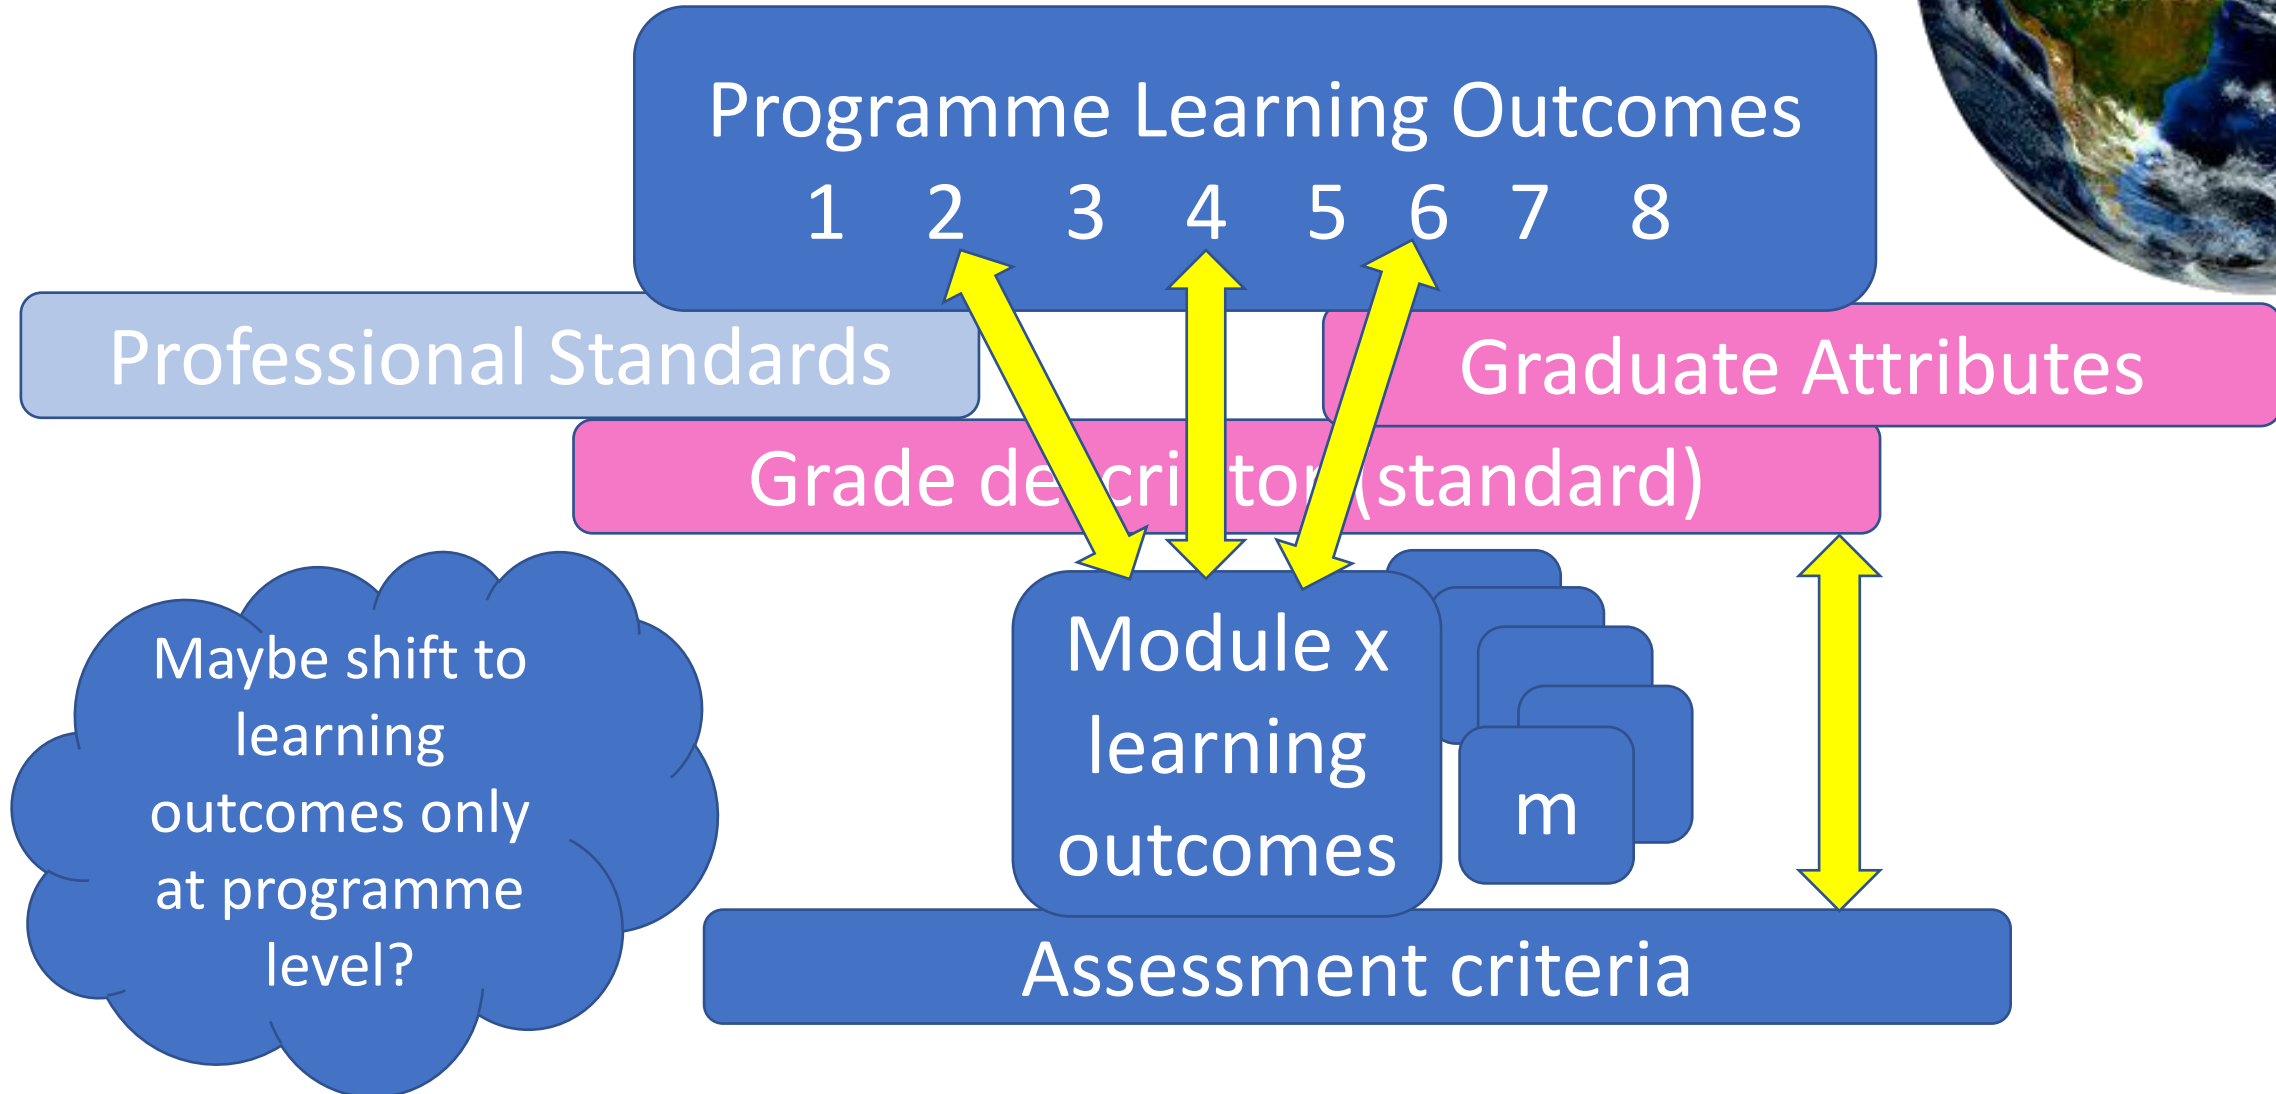 Programme Learning Outcomes
1 2 3 4 5 6 7 8
Professional Standards
Graduate Attributes
Grade descriptor (standard)
Maybe shift to
learning
outcomes only
at programme
level?
Module x
learning
outcomes
m
Assessment criteria